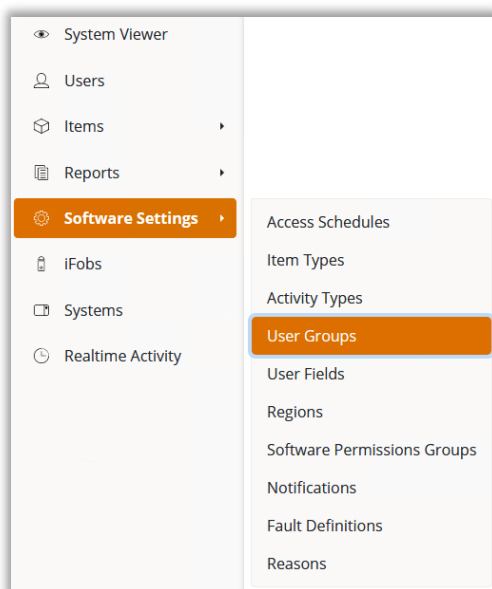 System Viewer
Users
Items
Reports
Software Settings
iFobs
Systems
Realtime Activity
Access Schedules
Item Types
Activity Types
User Groups
User Fields
Regions
Software Permissions Groups
Notifications
Fault Definitions
Reasons